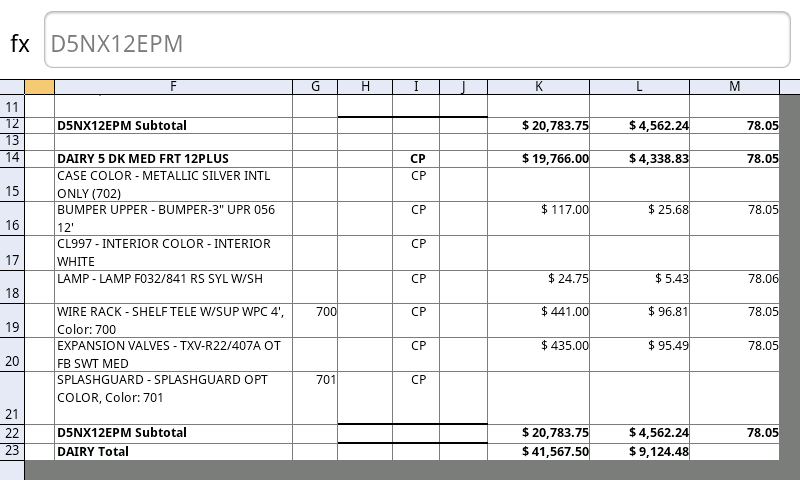 fx D5NX12EPM
F G H I J K L M
11
12 D5NX12EPM Subtotal $ 20,783.75 $ 4,562.24 78.05
13
14 DAIRY 5 DK MED FRT 12PLUS CP $ 19,766.00 $ 4,338.83 78.05
CASE COLOR - METALLIC SILVER INTL CP
15 ONLY (702)
BUMPER UPPER - BUMPER-3" UPR 056 CP $ 117.00 $ 25.68 78.05
16 12'
CL997 - INTERIOR COLOR - INTERIOR CP
17 WHITE
LAMP - LAMP F032/841 RS SYL W/SH CP $ 24.75 $ 5.43 78.06
18
WIRE RACK - SHELF TELE W/SUP WPC 4', 700 CP $ 441.00 $ 96.81 78.05
19 Color: 700
EXPANSION VALVES - TXV-R22/407A OT CP $ 435.00 $ 95.49 78.05
20 FB SWT MED
SPLASHGUARD - SPLASHGUARD OPT 701 CP
COLOR, Color: 701
21
22 D5NX12EPM Subtotal $ 20,783.75 $ 4,562.24 78.05
23 DAIRY Total $ 41,567.50 $ 9,124.48